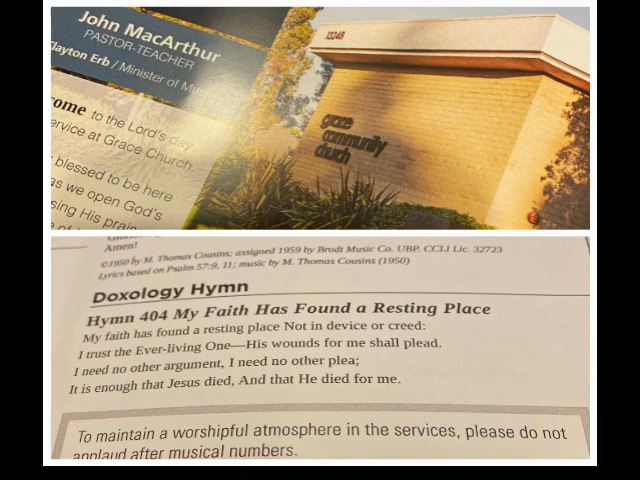 John MacArthur
PASTOR-TEACHER
layton Erb / Minister of Mu
ome to the Lord's day
ervice at Grace Church.
blessed to be here
as we open God's
sing His prais
13248
grace
community
church
Amen!
©1950 by M. Thomas Cousins; assigned 1959 by Brodt Music Co. UBP. CCLI Lic. 32723
Lyrics based on Psalm 57:9, 11; music by M. Thomas Cousins (1950)
Doxology Hymn
Hymn 404 My Faith Has Found a Resting Place
My faith has found a resting place Not in device or creed:
I trust the Ever-living One—His wounds for me shall plead.
I need no other argument, I need no other plea;
It is enough that Jesus died, And that He died for me.
To maintain a worshipful atmosphere in the services, please do not
applaud after musical numbers.